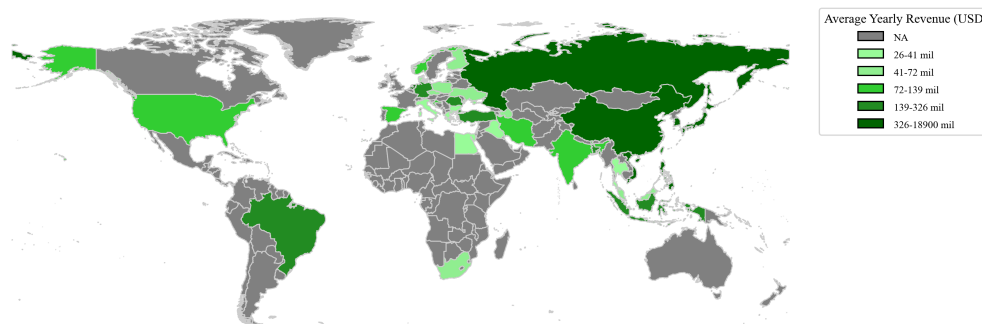 Average Yearly Revenue (USD
NA
26-41 mil
41-72 mil
72-139 mil
139-326 mil
326-18900 mil